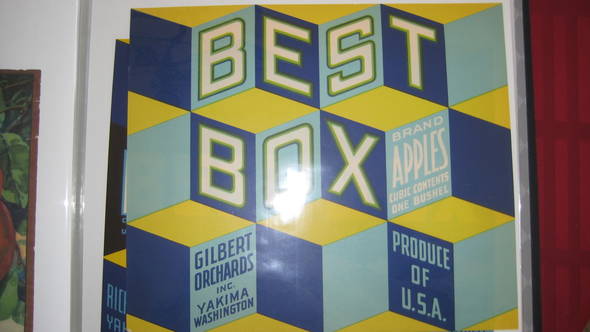 BEST
BOX
BRAND
APPLES
CUBIC CONTENTS
ONE BUSHEL
GILBERT
ORCHARDS
INC.
YAKIMA
WASHINGTON
PRODUCE
OF
U.S.A.